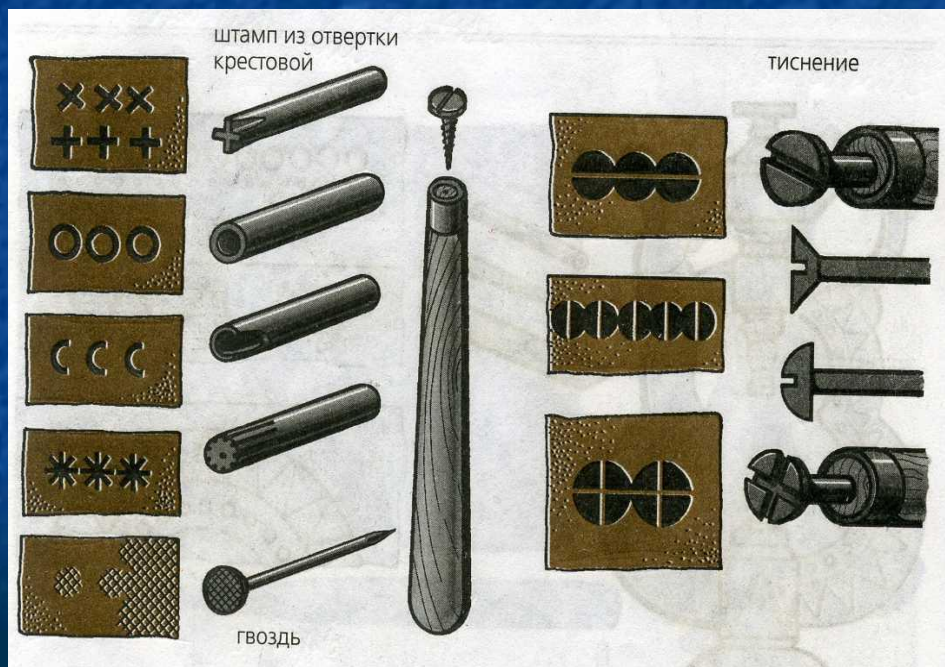 штамп из отвертки
крестовой
тиснение
гвоздь